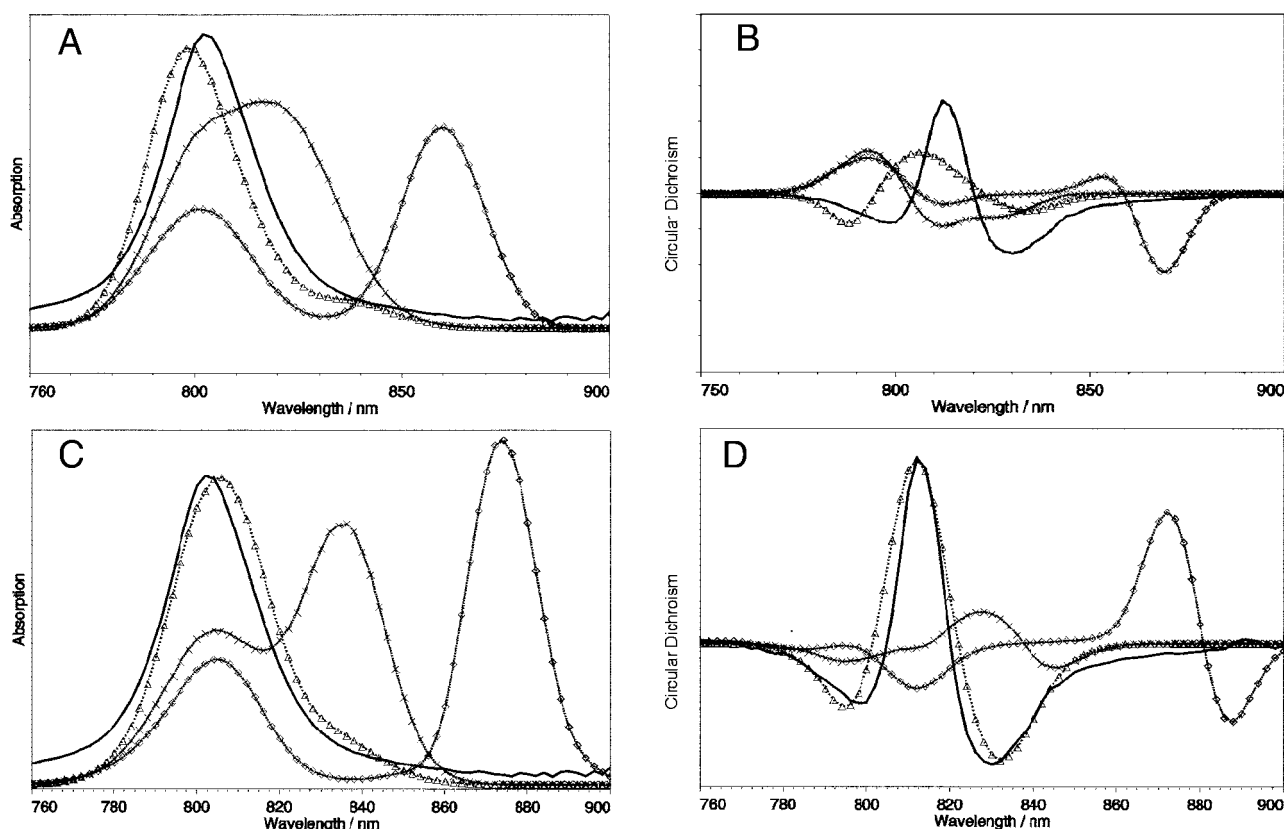 A
B
Absorption
Circular Dichroism
760 800 850 900
Wavelength / nm
750 800 850 900
Wavelength / nm
C
D
Absorption
Circular Dichroism
760 780 800 820 840 860 880 900
Wavelength / nm
760 780 800 820 840 860 880 900
Wavelength / nm